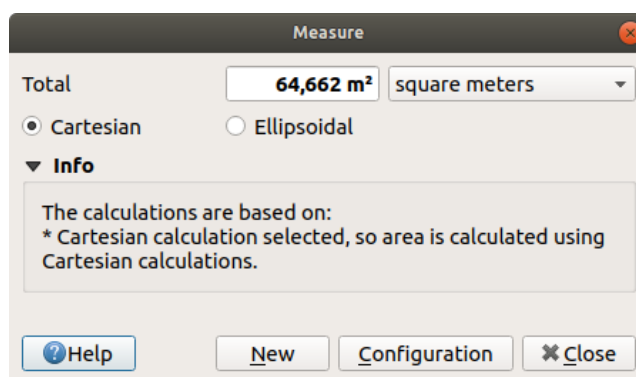 Measure
Total 64,662 m² square meters
Cartesian Ellipsoidal
Info
The calculations are based on:
* Cartesian calculation selected, so area is calculated using
Cartesian calculations.
Help New Configuration Close